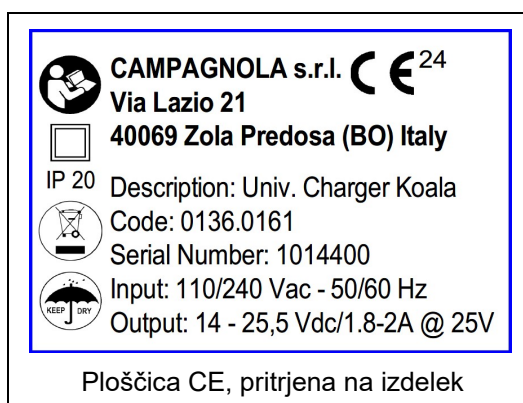 CAMPAGNOLA s.r.l. CE 24
Via Lazio 21
40069 Zola Predosa (BO) Italy
IP 20
Description: Univ. Charger Koala
Code: 0136.0161
Serial Number: 1014400
Input: 110/240 Vac - 50/60 Hz
KEEP DRY
Output: 14 - 25,5 Vdc/1.8-2A @ 25V
Ploščica CE, pritrjena na izdelek